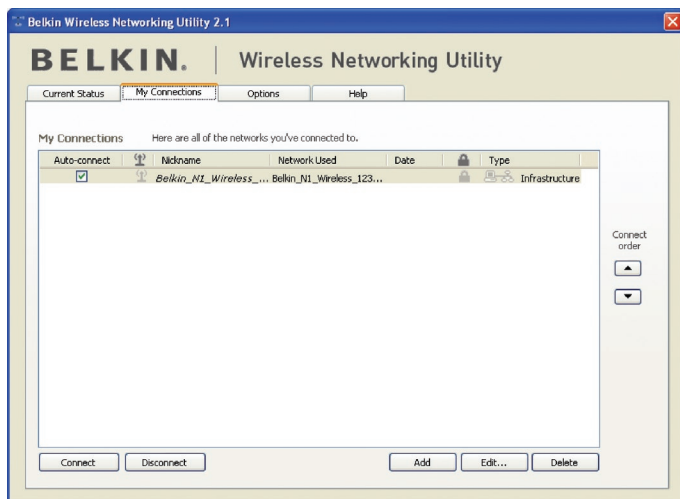 Belkin Wireless Networking Utility 2.1
BELKIN. | Wireless Networking Utility
Current Status My Connections Options Help
My Connections Here are all of the networks you've connected to.
Auto-connect Nickname Network Used Date Type
Belkin_N1_Wireless_... Belkin_N1_Wireless_123... Infrastructure
Connect
order
Connect Disconnect Add Edit... Delete